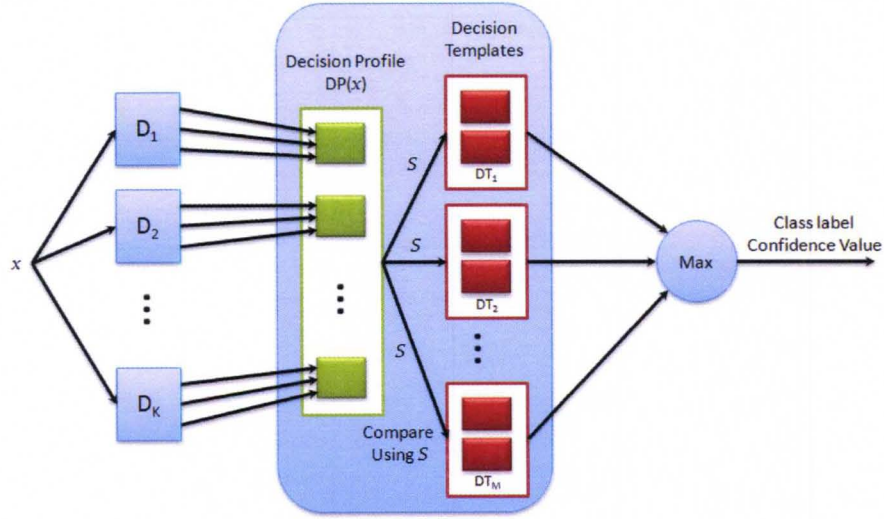 Decision
Templates
Decision Profile
DP(x)
D1
D2
DK
x
S
S
S
Compare
Using S
DT1
DT2
DTM
Max
Class label
Confidence Value